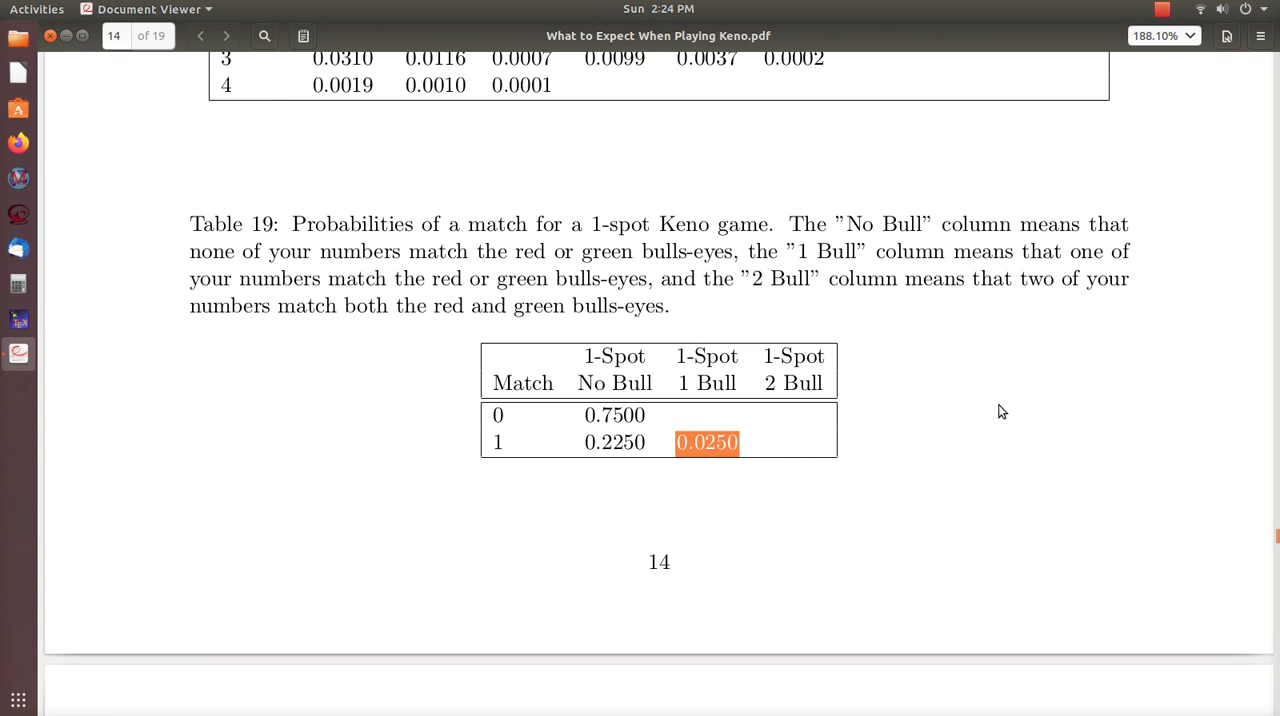 Activities Document Viewer Sun 2:24 PM
14 of 19 What to Expect When Playing Keno.pdf 188.10%
3 0.0310 0.0116 0.0007 0.0099 0.0037 0.0002
4 0.0019 0.0010 0.0001
Table 19: Probabilities of a match for a 1-spot Keno game. The ”No Bull” column means that
none of your numbers match the red or green bulls-eyes, the ”1 Bull” column means that one of
your numbers match the red or green bulls-eyes, and the ”2 Bull” column means that two of your
numbers match both the red and green bulls-eyes.
1-Spot 1-Spot 1-Spot
Match No Bull 1 Bull 2 Bull
0 0.7500
1 0.2250 0.0250
14